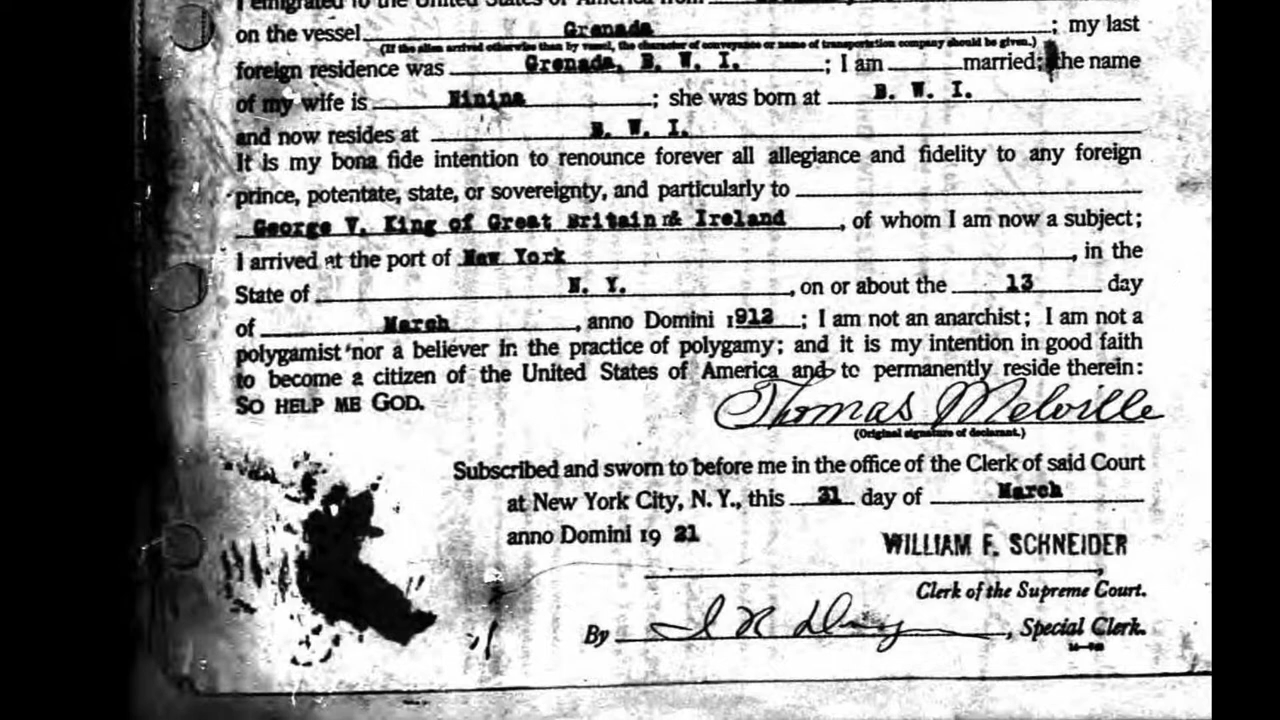 I emigrated to the United States of America from
on the vessel Grenada ; my last
(If the alien arrived otherwise than by vessel, the character of conveyance or name of transportation company should be given.)
foreign residence was Grenada, B. W. I. ; I am married; the name
of my wife is Ninina ; she was born at B. W. I.
and now resides at B. W. I.
It is my bona fide intention to renounce forever all allegiance and fidelity to any foreign
prince, potentate, state, or sovereignty, and particularly to
George V. King of Great Britain & Ireland , of whom I am now a subject;
I arrived at the port of New York , in the
State of N. Y. , on or about the 13 day
of March , anno Domini 1912 ; I am not an anarchist; I am not a
polygamist nor a believer in the practice of polygamy; and it is my intention in good faith
to become a citizen of the United States of America and to permanently reside therein:
SO HELP ME GOD.
Thomas Melville
(Original signature of declarant.)
Subscribed and sworn to before me in the office of the Clerk of said Court
at New York City, N. Y., this 31 day of March
anno Domini 19 21
WILLIAM F. SCHNEIDER
Clerk of the Supreme Court.
By , Special Clerk.